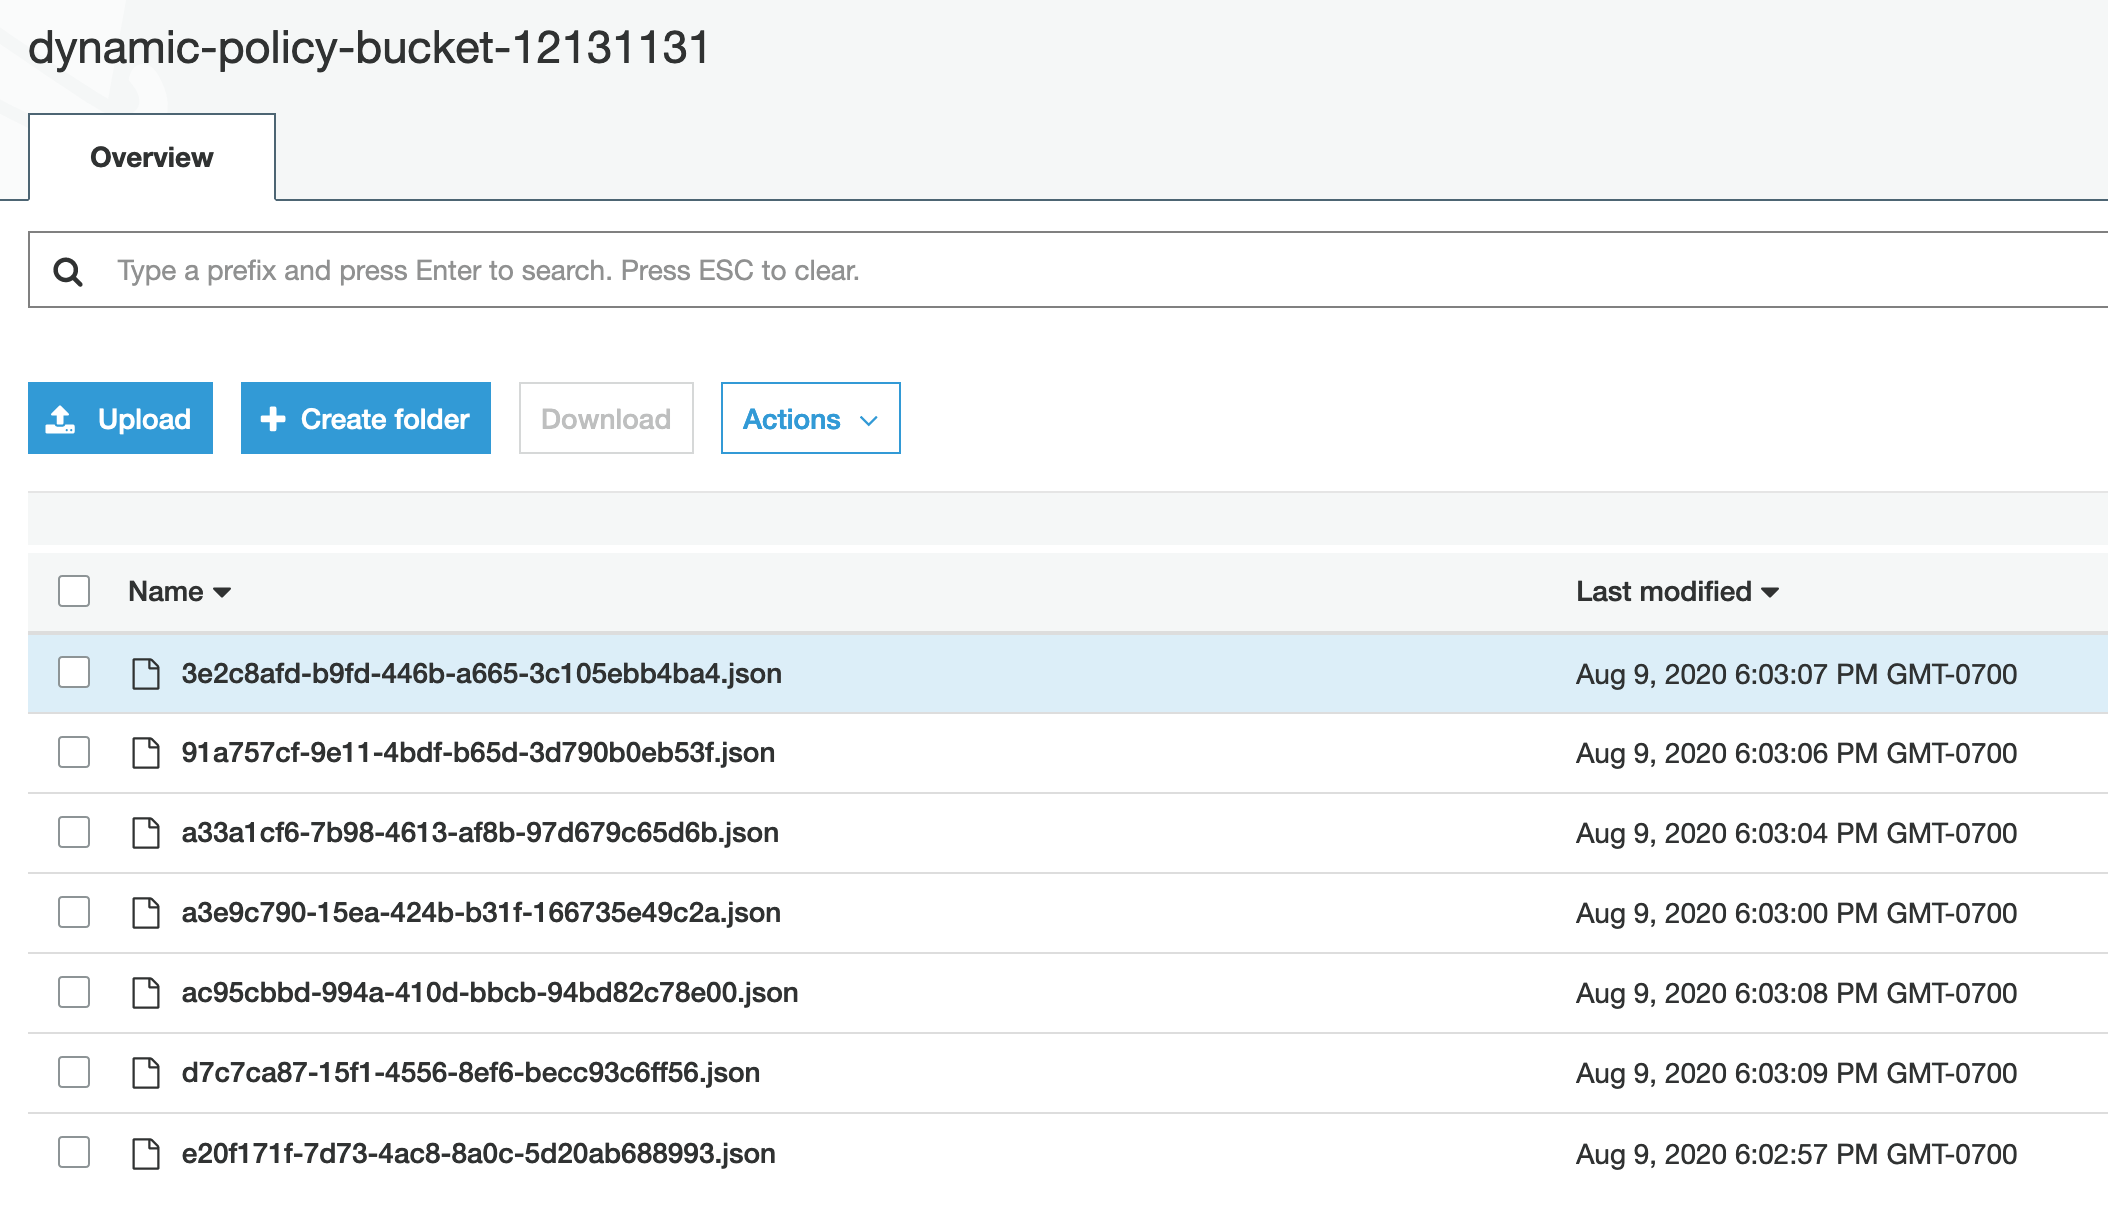 dynamic-policy-bucket-12131131
Overview
Type a prefix and press Enter to search. Press ESC to clear.
Upload Create folder Download Actions
Name Last modified
3e2c8afd-b9fd-446b-a665-3c105ebb4ba4.json Aug 9, 2020 6:03:07 PM GMT-0700
91a757cf-9e11-4bdf-b65d-3d790b0eb53f.json Aug 9, 2020 6:03:06 PM GMT-0700
a33a1cf6-7b98-4613-af8b-97d679c65d6b.json Aug 9, 2020 6:03:04 PM GMT-0700
a3e9c790-15ea-424b-b31f-166735e49c2a.json Aug 9, 2020 6:03:00 PM GMT-0700
ac95cbbd-994a-410d-bbcb-94bd82c78e00.json Aug 9, 2020 6:03:08 PM GMT-0700
d7c7ca87-15f1-4556-8ef6-becc93c6ff56.json Aug 9, 2020 6:03:09 PM GMT-0700
e20f171f-7d73-4ac8-8a0c-5d20ab688993.json Aug 9, 2020 6:02:57 PM GMT-0700